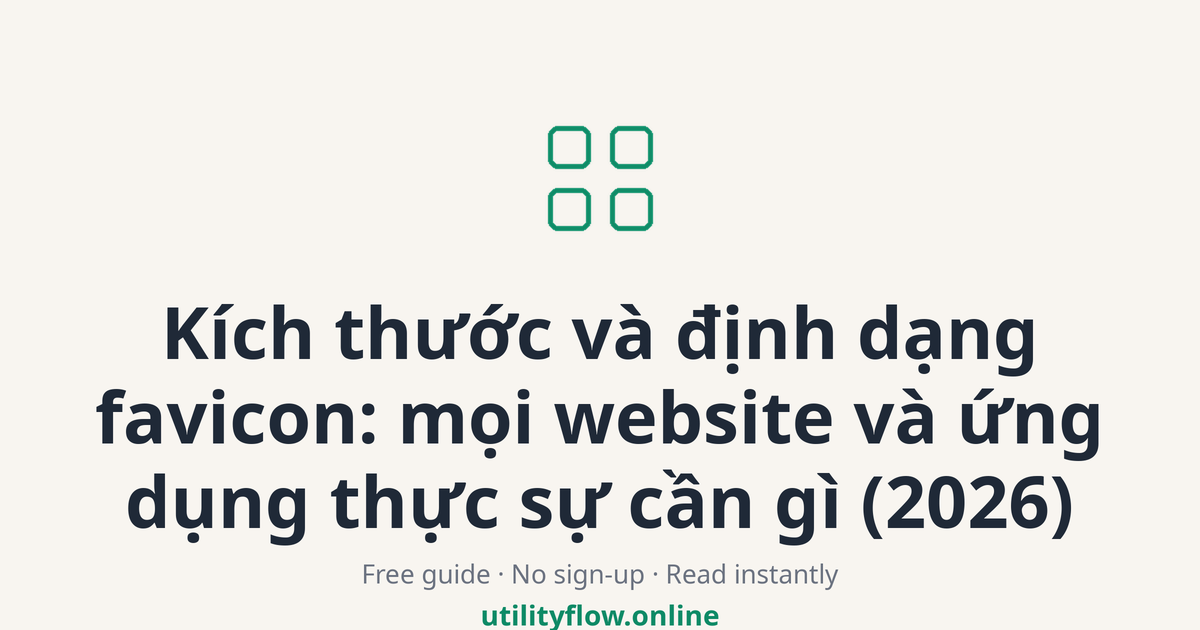 Kích thước và định dạng
favicon: mọi website và ứng
dụng thực sự cần gì (2026)
Free guide · No sign-up · Read instantly
utilityflow.online